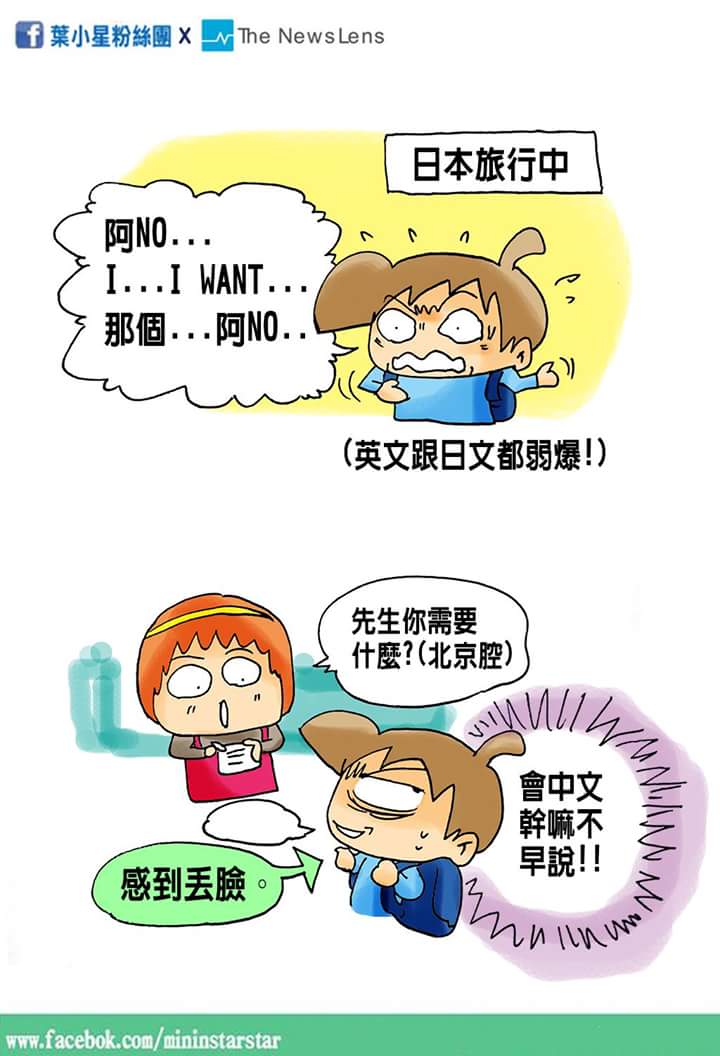 f 葉小星粉絲團 X The NewsLens
日本旅行中
阿NO...
I...I WANT...
那個...阿NO..
(英文跟日文都弱爆!)
先生你需要
什麼?(北京腔)
會中文
幹嘛不
早說!!
感到丟臉。
www.facebok.com/mininstarstar